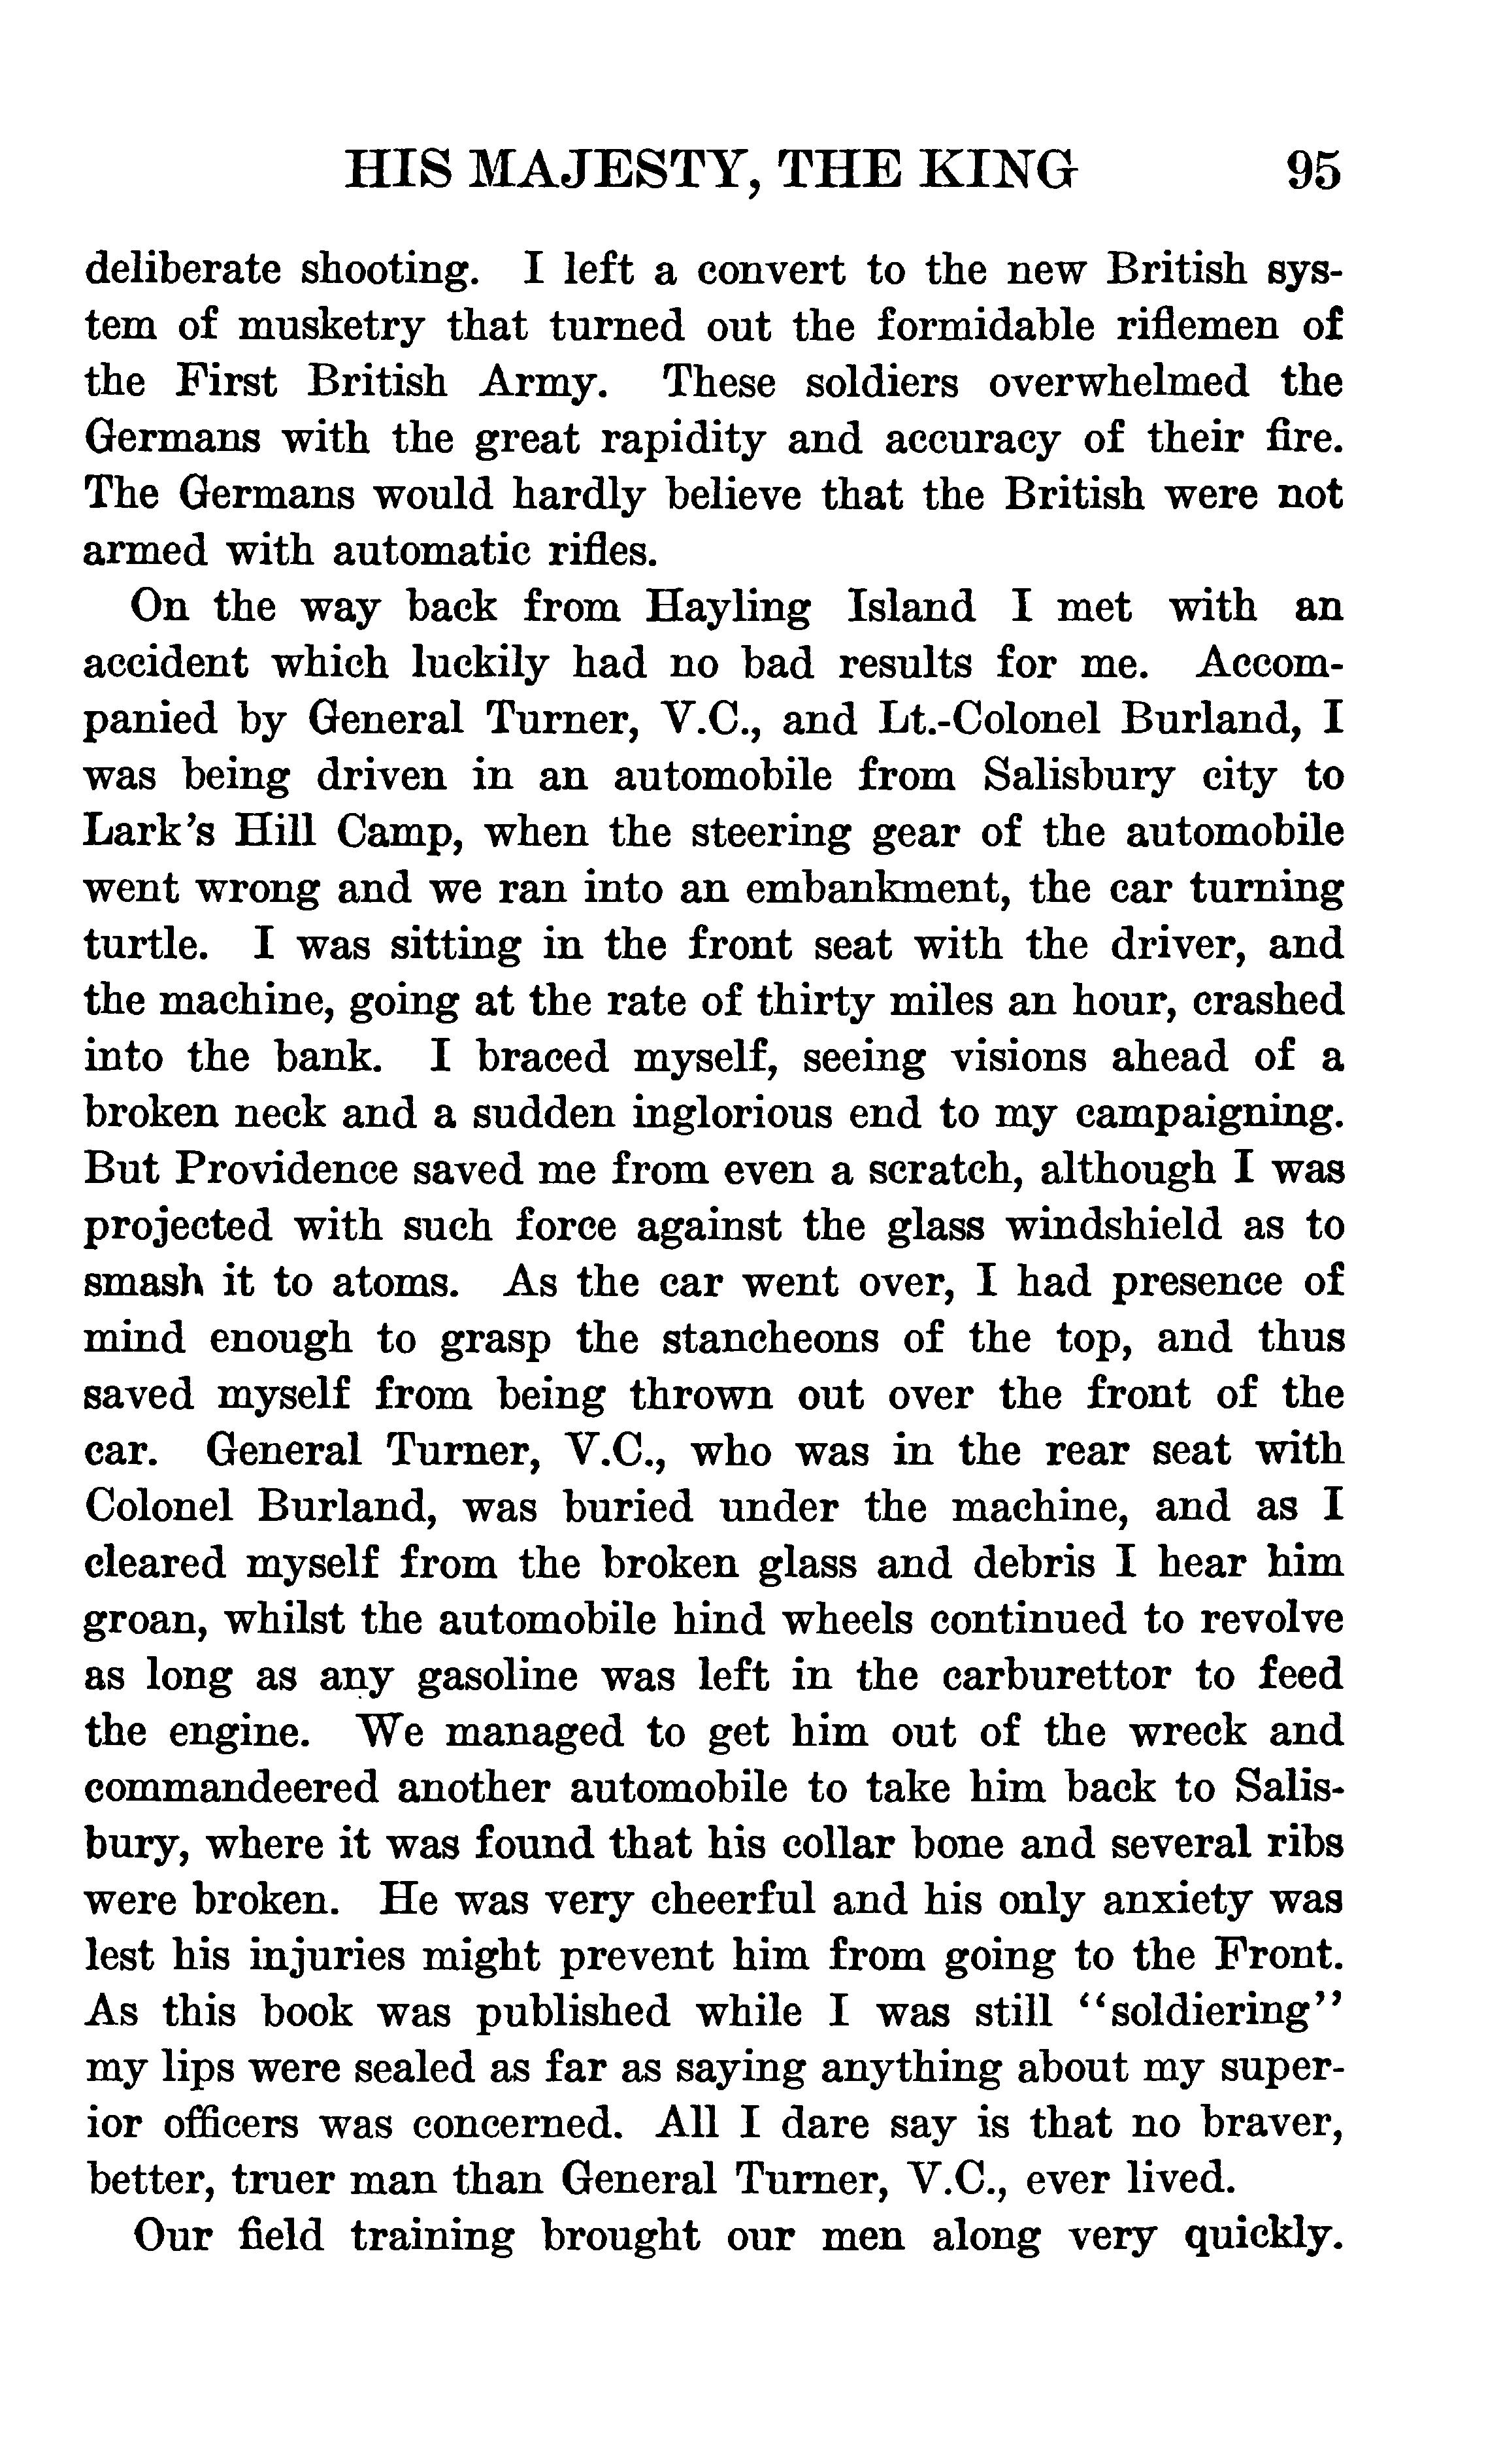 HIS MAJESTY, THE KING 95
deliberate shooting. I left a convert to the new British sys-
tem of musketry that turned out the formidable riflemen of
the First British Army. These soldiers overwhelmed the
Germans with the great rapidity and accuracy of their fire.
The Germans would hardly believe that the British were not
armed with automatic rifles.
On the way back from Hayling Island I met with an
accident which luckily had no bad results for me. Accom-
panied by General Turner, V.C., and Lt.-Colonel Burland, I
was being driven in an automobile from Salisbury city to
Lark's Hill Camp, when the steering gear of the automobile
went wrong and we ran into an embankment, the car turning
turtle. I was sitting in the front seat with the driver, and
the machine, going at the rate of thirty miles an hour, crashed
into the bank. I braced myself, seeing visions ahead of a
broken neck and a sudden inglorious end to my campaigning.
But Providence saved me from even a scratch, although I was
projected with such force against the glass windshield as to
smash it to atoms. As the car went over, I had presence of
mind enough to grasp the stancheons of the top, and thus
saved myself from being thrown out over the front of the
car. General Turner, V.C., who was in the rear seat with
Colonel Burland, was buried under the machine, and as I
cleared myself from the broken glass and debris I hear him
groan, whilst the automobile hind wheels continued to revolve
as long as any gasoline was left in the carburettor to feed
the engine. We managed to get him out of the wreck and
commandeered another automobile to take him back to Salis-
bury, where it was found that his collar bone and several ribs
were broken. He was very cheerful and his only anxiety was
lest his injuries might prevent him from going to the Front.
As this book was published while I was still "soldiering"
my lips were sealed as far as saying anything about my super-
ior officers was concerned. All I dare say is that no braver,
better, truer man than General Turner, V.C., ever lived.
Our field training brought our men along very quickly.